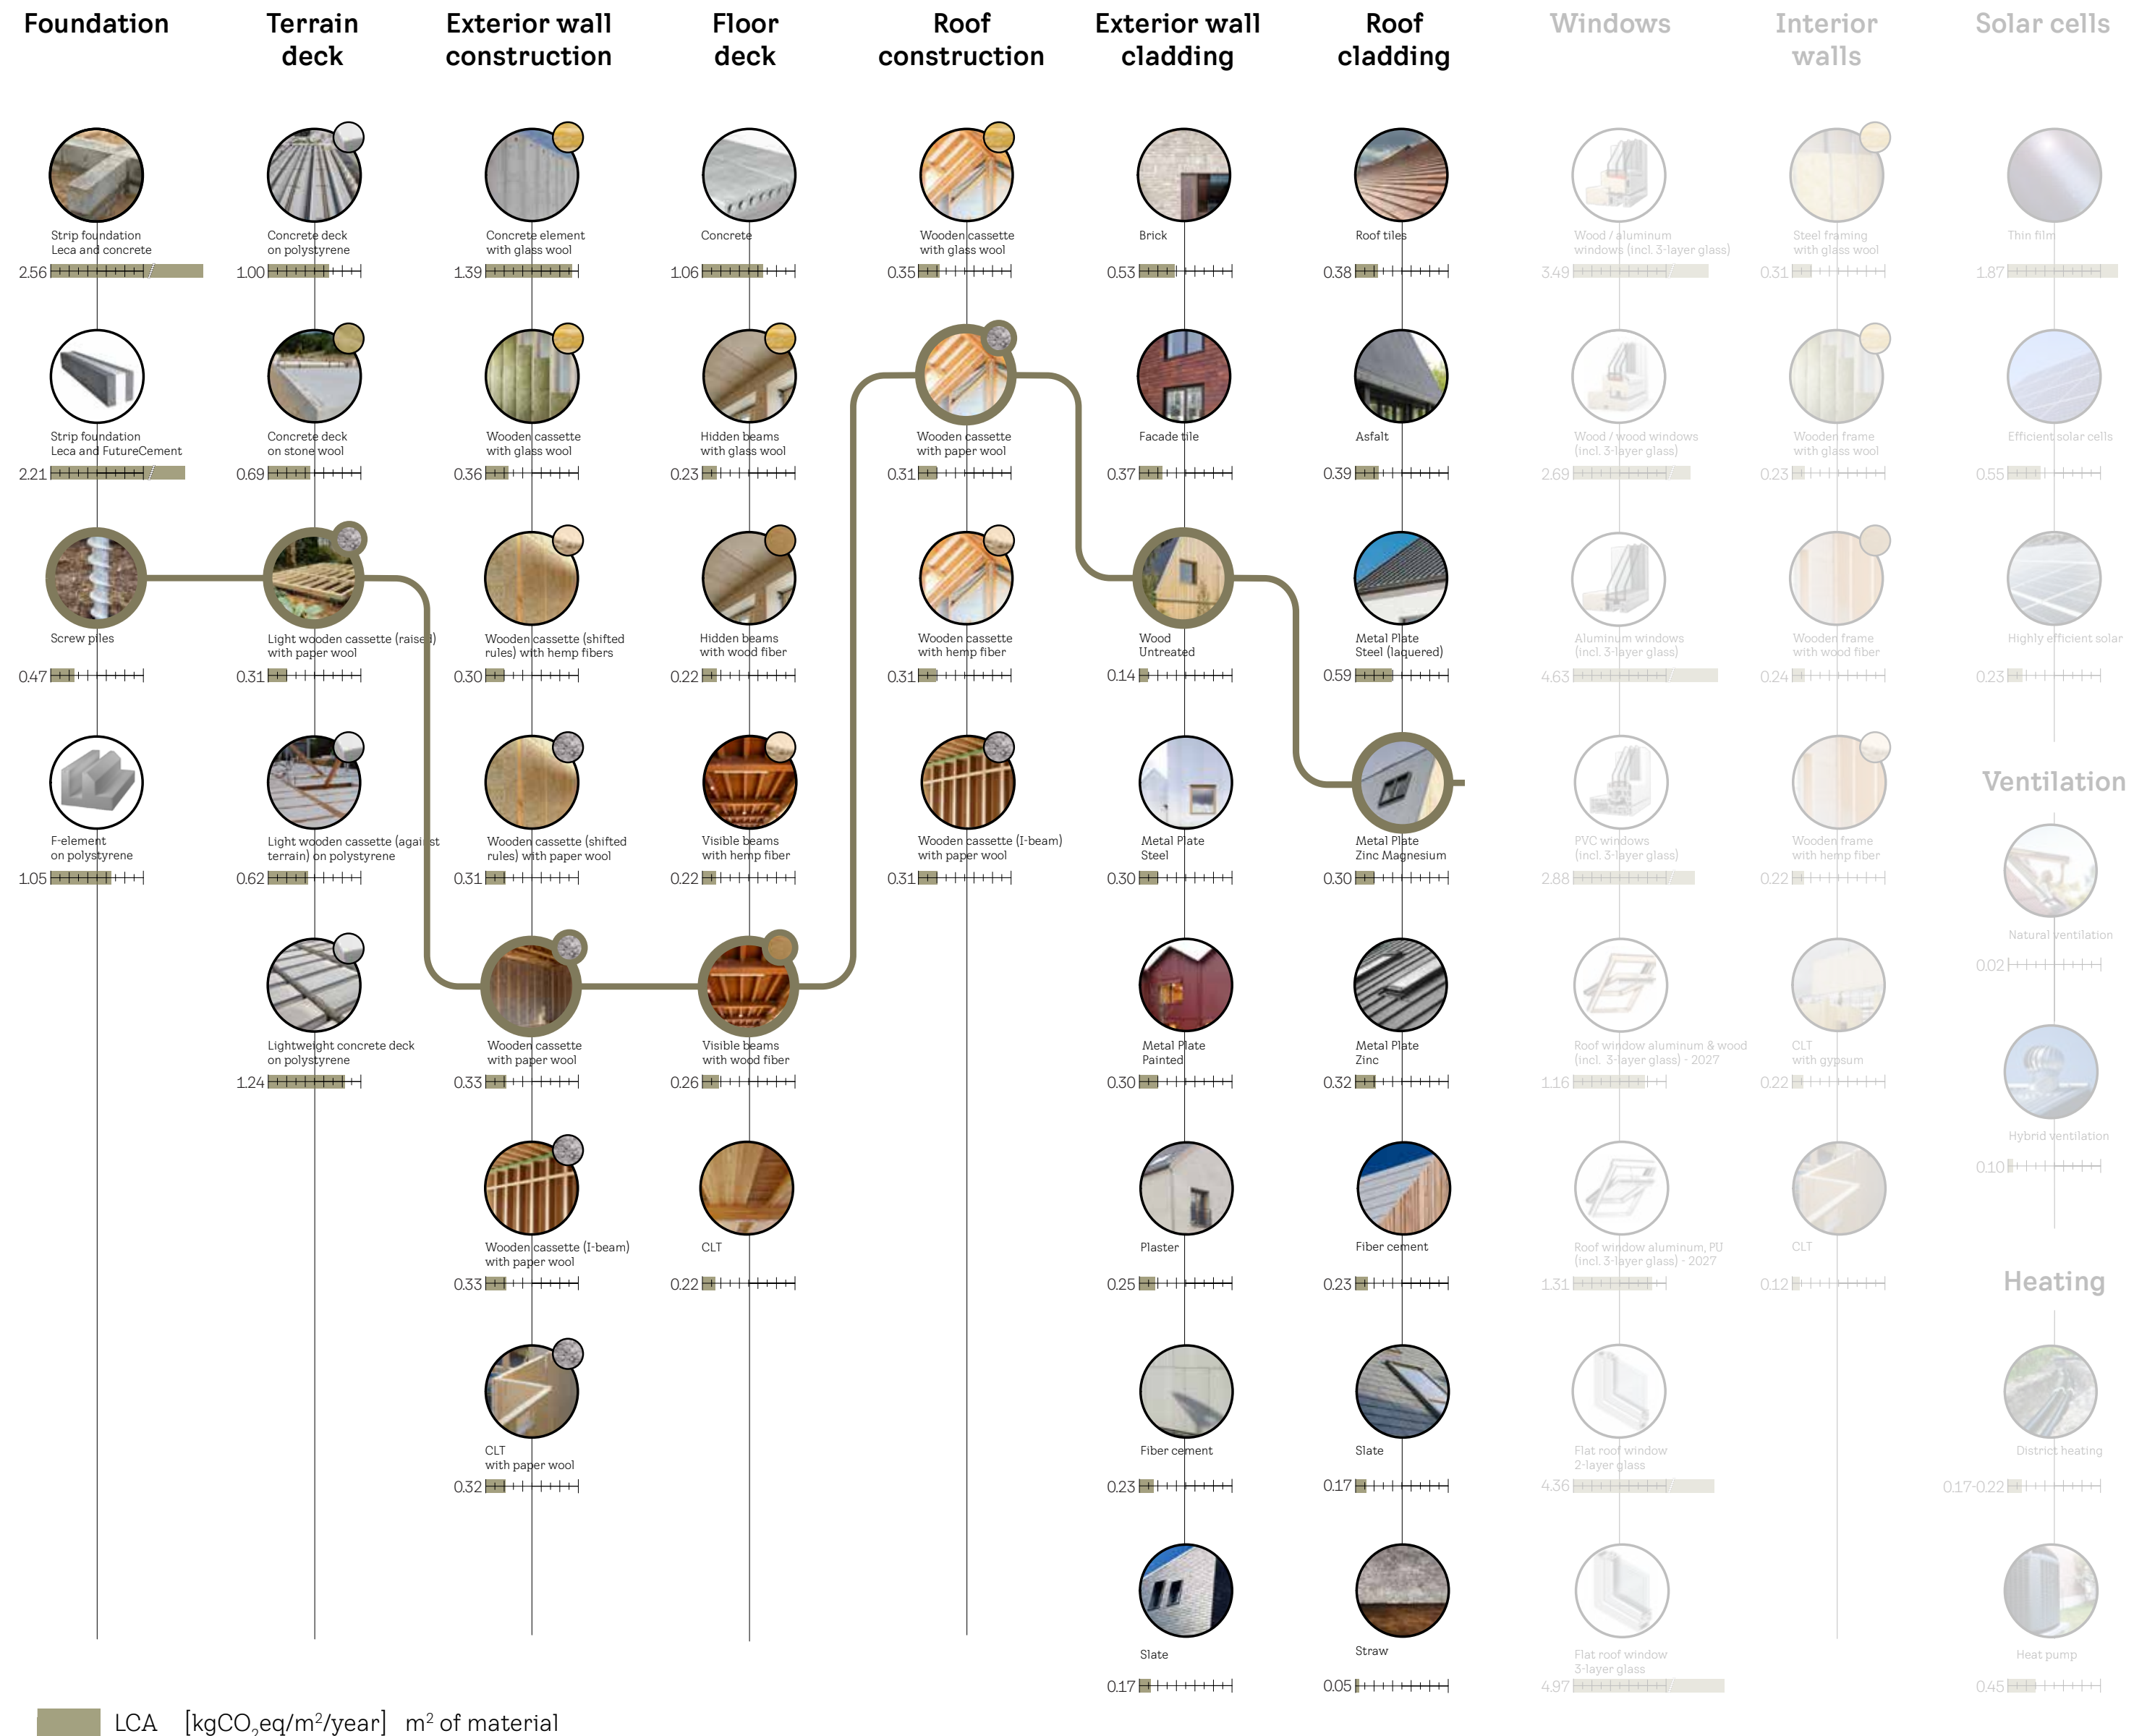 Foundation
Strip foundation
Leca and concrete
2.56
Strip foundation
Leca and FutureCement
2.21
Screw piles
0.47
F-element
on polystyrene
1.05
Terrain
deck
Concrete deck
on polystyrene
1.00
Concrete deck
on stone wool
0.69
Light wooden cassette (raised)
with paper wool
0.31
Light wooden cassette (against
terrain) on polystyrene
0.62
Lightweight concrete deck
on polystyrene
1.24
Exterior wall
construction
Concrete element
with glass wool
1.39
Wooden cassette
with glass wool
0.36
Wooden cassette (shifted
rules) with hemp fibers
0.30
Wooden cassette (shifted
rules) with paper wool
0.31
Wooden cassette
with paper wool
0.33
Wooden cassette (I-beam)
with paper wool
0.33
CLT
with paper wool
0.32
Floor
deck
Concrete
1.06
Hidden beams
with glass wool
0.23
Hidden beams
with wood fiber
0.22
Visible beams
with hemp fiber
0.22
Visible beams
with wood fiber
0.26
CLT
0.22
Roof
construction
Wooden cassette
with glass wool
0.35
Wooden cassette
with paper wool
0.31
Wooden cassette
with hemp fiber
0.31
Wooden cassette (I-beam)
with paper wool
0.31
Exterior wall
cladding
Brick
0.53
Facade tile
0.37
Wood
Untreated
0.14
Metal Plate
Steel
0.30
Metal Plate
Painted
0.30
Plaster
0.25
Fiber cement
0.23
Slate
0.17
Roof
cladding
Roof tiles
0.38
Asfalt
0.39
Metal Plate
Steel (laquered)
0.59
Metal Plate
Zinc Magnesium
0.30
Metal Plate
Zinc
0.32
Fiber cement
0.23
Slate
0.17
Straw
0.05
Windows
Wood / aluminum
windows (incl. 3-layer glass)
3.49
Wood / wood windows
(incl. 3-layer glass)
2.69
Aluminum windows
(incl. 3-layer glass)
4.63
PVC windows
(incl. 3-layer glass)
2.88
Roof window aluminum & wood
(incl. 3-layer glass) - 2027
1.16
Roof window aluminum, PU
(incl. 3-layer glass) - 2027
1.31
Flat roof window
2-layer glass
4.36
Flat roof window
3-layer glass
4.97
Interior
walls
Steel framing
with glass wool
0.31
Wooden frame
with glass wool
0.23
Wooden frame
with wood fiber
0.24
Wooden frame
with hemp fiber
0.22
CLT
with gypsum
0.22
CLT
0.12
Solar cells
Thin film
1.87
Efficient solar cells
0.55
Highly efficient solar
0.23
Ventilation
Natural ventilation
0.02
Hybrid ventilation
0.10
Heating
District heating
0.17-0.22
Heat pump
0.45
LCA [kgCO₂eq/m²/year] m² of material